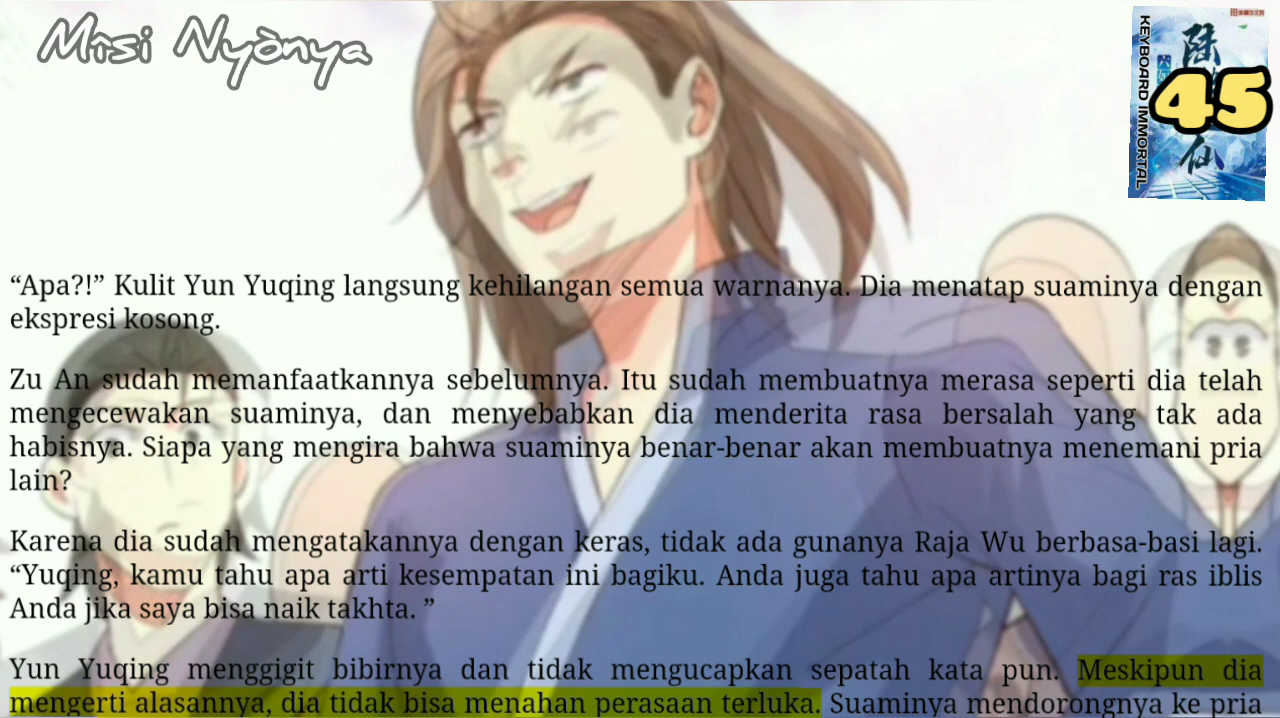 Mîsi Nyònya
KEYBOARD IMMORTAL
45
“Apa?!” Kulit Yun Yuqing langsung kehilangan semua warnanya. Dia menatap suaminya dengan
ekspresi kosong.
Zu An sudah memanfaatkannya sebelumnya. Itu sudah membuatnya merasa seperti dia telah
mengecewakan suaminya, dan menyebabkan dia menderita rasa bersalah yang tak ada
habisnya. Siapa yang mengira bahwa suaminya benar-benar akan membuatnya menemani pria
lain?
Karena dia sudah mengatakannya dengan keras, tidak ada gunanya Raja Wu berbasa-basi lagi.
“Yuqing, kamu tahu apa arti kesempatan ini bagiku. Anda juga tahu apa artinya bagi ras iblis
Anda jika saya bisa naik takhta. ”
Yun Yuqing menggigit bibirnya dan tidak mengucapkan sepatah kata pun. Meskipun dia
mengerti alasannya, dia tidak bisa menahan perasaan terluka. Suaminya mendorongnya ke pria